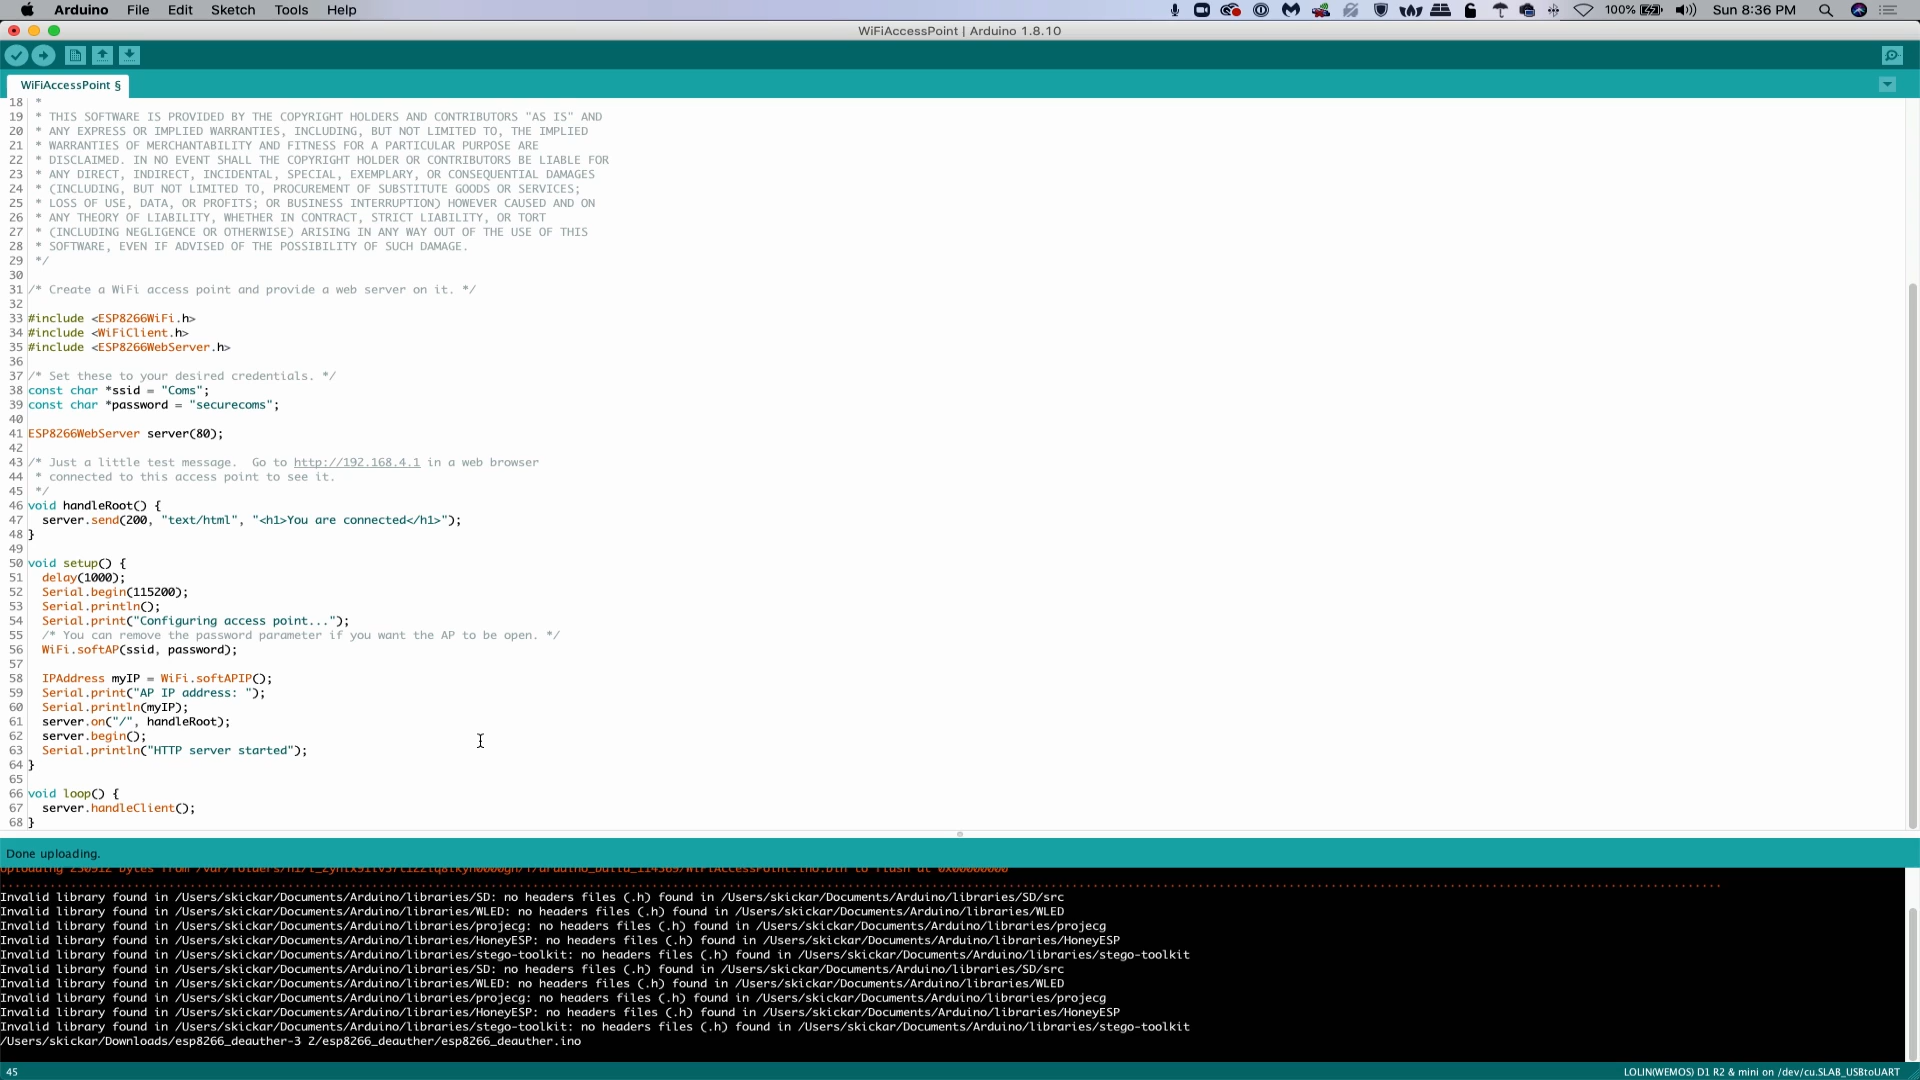 Arduino File Edit Sketch Tools Help 100% Sun 8:36 PM
WiFiAccessPoint | Arduino 1.8.10
WiFiAccessPoint §
18 *
19 * THIS SOFTWARE IS PROVIDED BY THE COPYRIGHT HOLDERS AND CONTRIBUTORS "AS IS" AND
20 * ANY EXPRESS OR IMPLIED WARRANTIES, INCLUDING, BUT NOT LIMITED TO, THE IMPLIED
21 * WARRANTIES OF MERCHANTABILITY AND FITNESS FOR A PARTICULAR PURPOSE ARE
22 * DISCLAIMED. IN NO EVENT SHALL THE COPYRIGHT HOLDER OR CONTRIBUTORS BE LIABLE FOR
23 * ANY DIRECT, INDIRECT, INCIDENTAL, SPECIAL, EXEMPLARY, OR CONSEQUENTIAL DAMAGES
24 * (INCLUDING, BUT NOT LIMITED TO, PROCUREMENT OF SUBSTITUTE GOODS OR SERVICES;
25 * LOSS OF USE, DATA, OR PROFITS; OR BUSINESS INTERRUPTION) HOWEVER CAUSED AND ON
26 * ANY THEORY OF LIABILITY, WHETHER IN CONTRACT, STRICT LIABILITY, OR TORT
27 * (INCLUDING NEGLIGENCE OR OTHERWISE) ARISING IN ANY WAY OUT OF THE USE OF THIS
28 * SOFTWARE, EVEN IF ADVISED OF THE POSSIBILITY OF SUCH DAMAGE.
29 */
30
31 /* Create a WiFi access point and provide a web server on it. */
32
33 #include <ESP8266WiFi.h>
34 #include <WiFiClient.h>
35 #include <ESP8266WebServer.h>
36
37 /* Set these to your desired credentials. */
38 const char *ssid = "Coms";
39 const char *password = "securecoms";
40
41 ESP8266WebServer server(80);
42
43 /* Just a little test message.  Go to http://192.168.4.1 in a web browser
44 * connected to this access point to see it.
45 */
46 void handleRoot() {
47 server.send(200, "text/html", "<h1>You are connected</h1>");
48 }
49
50 void setup() {
51 delay(1000);
52 Serial.begin(115200);
53 Serial.println();
54 Serial.print("Configuring access point...");
55 /* You can remove the password parameter if you want the AP to be open. */
56 WiFi.softAP(ssid, password);
57
58 IPAddress myIP = WiFi.softAPIP();
59 Serial.print("AP IP address: ");
60 Serial.println(myIP);
61 server.on("/", handleRoot);
62 server.begin();
63 Serial.println("HTTP server started");
64 }
65
66 void loop() {
67 server.handleClient();
68 }
Done uploading.
Invalid library found in /Users/skickar/Documents/Arduino/libraries/SD: no headers files (.h) found in /Users/skickar/Documents/Arduino/libraries/SD/src
Invalid library found in /Users/skickar/Documents/Arduino/libraries/WLED: no headers files (.h) found in /Users/skickar/Documents/Arduino/libraries/WLED
Invalid library found in /Users/skickar/Documents/Arduino/libraries/projecg: no headers files (.h) found in /Users/skickar/Documents/Arduino/libraries/projecg
Invalid library found in /Users/skickar/Documents/Arduino/libraries/HoneyESP: no headers files (.h) found in /Users/skickar/Documents/Arduino/libraries/HoneyESP
Invalid library found in /Users/skickar/Documents/Arduino/libraries/stego-toolkit: no headers files (.h) found in /Users/skickar/Documents/Arduino/libraries/stego-toolkit
Invalid library found in /Users/skickar/Documents/Arduino/libraries/SD: no headers files (.h) found in /Users/skickar/Documents/Arduino/libraries/SD/src
Invalid library found in /Users/skickar/Documents/Arduino/libraries/WLED: no headers files (.h) found in /Users/skickar/Documents/Arduino/libraries/WLED
Invalid library found in /Users/skickar/Documents/Arduino/libraries/projecg: no headers files (.h) found in /Users/skickar/Documents/Arduino/libraries/projecg
Invalid library found in /Users/skickar/Documents/Arduino/libraries/HoneyESP: no headers files (.h) found in /Users/skickar/Documents/Arduino/libraries/HoneyESP
Invalid library found in /Users/skickar/Documents/Arduino/libraries/stego-toolkit: no headers files (.h) found in /Users/skickar/Documents/Arduino/libraries/stego-toolkit
/Users/skickar/Downloads/esp8266_deauther-3 2/esp8266_deauther/esp8266_deauther.ino
45 LOLIN(WEMOS) D1 R2 & mini on /dev/cu.SLAB_USBtoUART